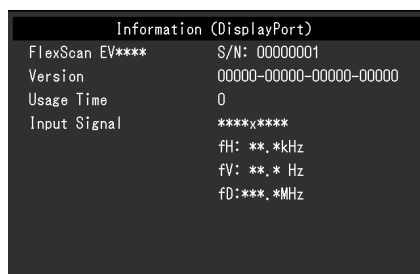 Information (DisplayPort)
FlexScan EV**** S/N: 00000001
Version 00000-00000-00000-00000
Usage Time 0
Input Signal ****x****
fH: **.*kHz
fV: **.* Hz
fD:***.*MHz